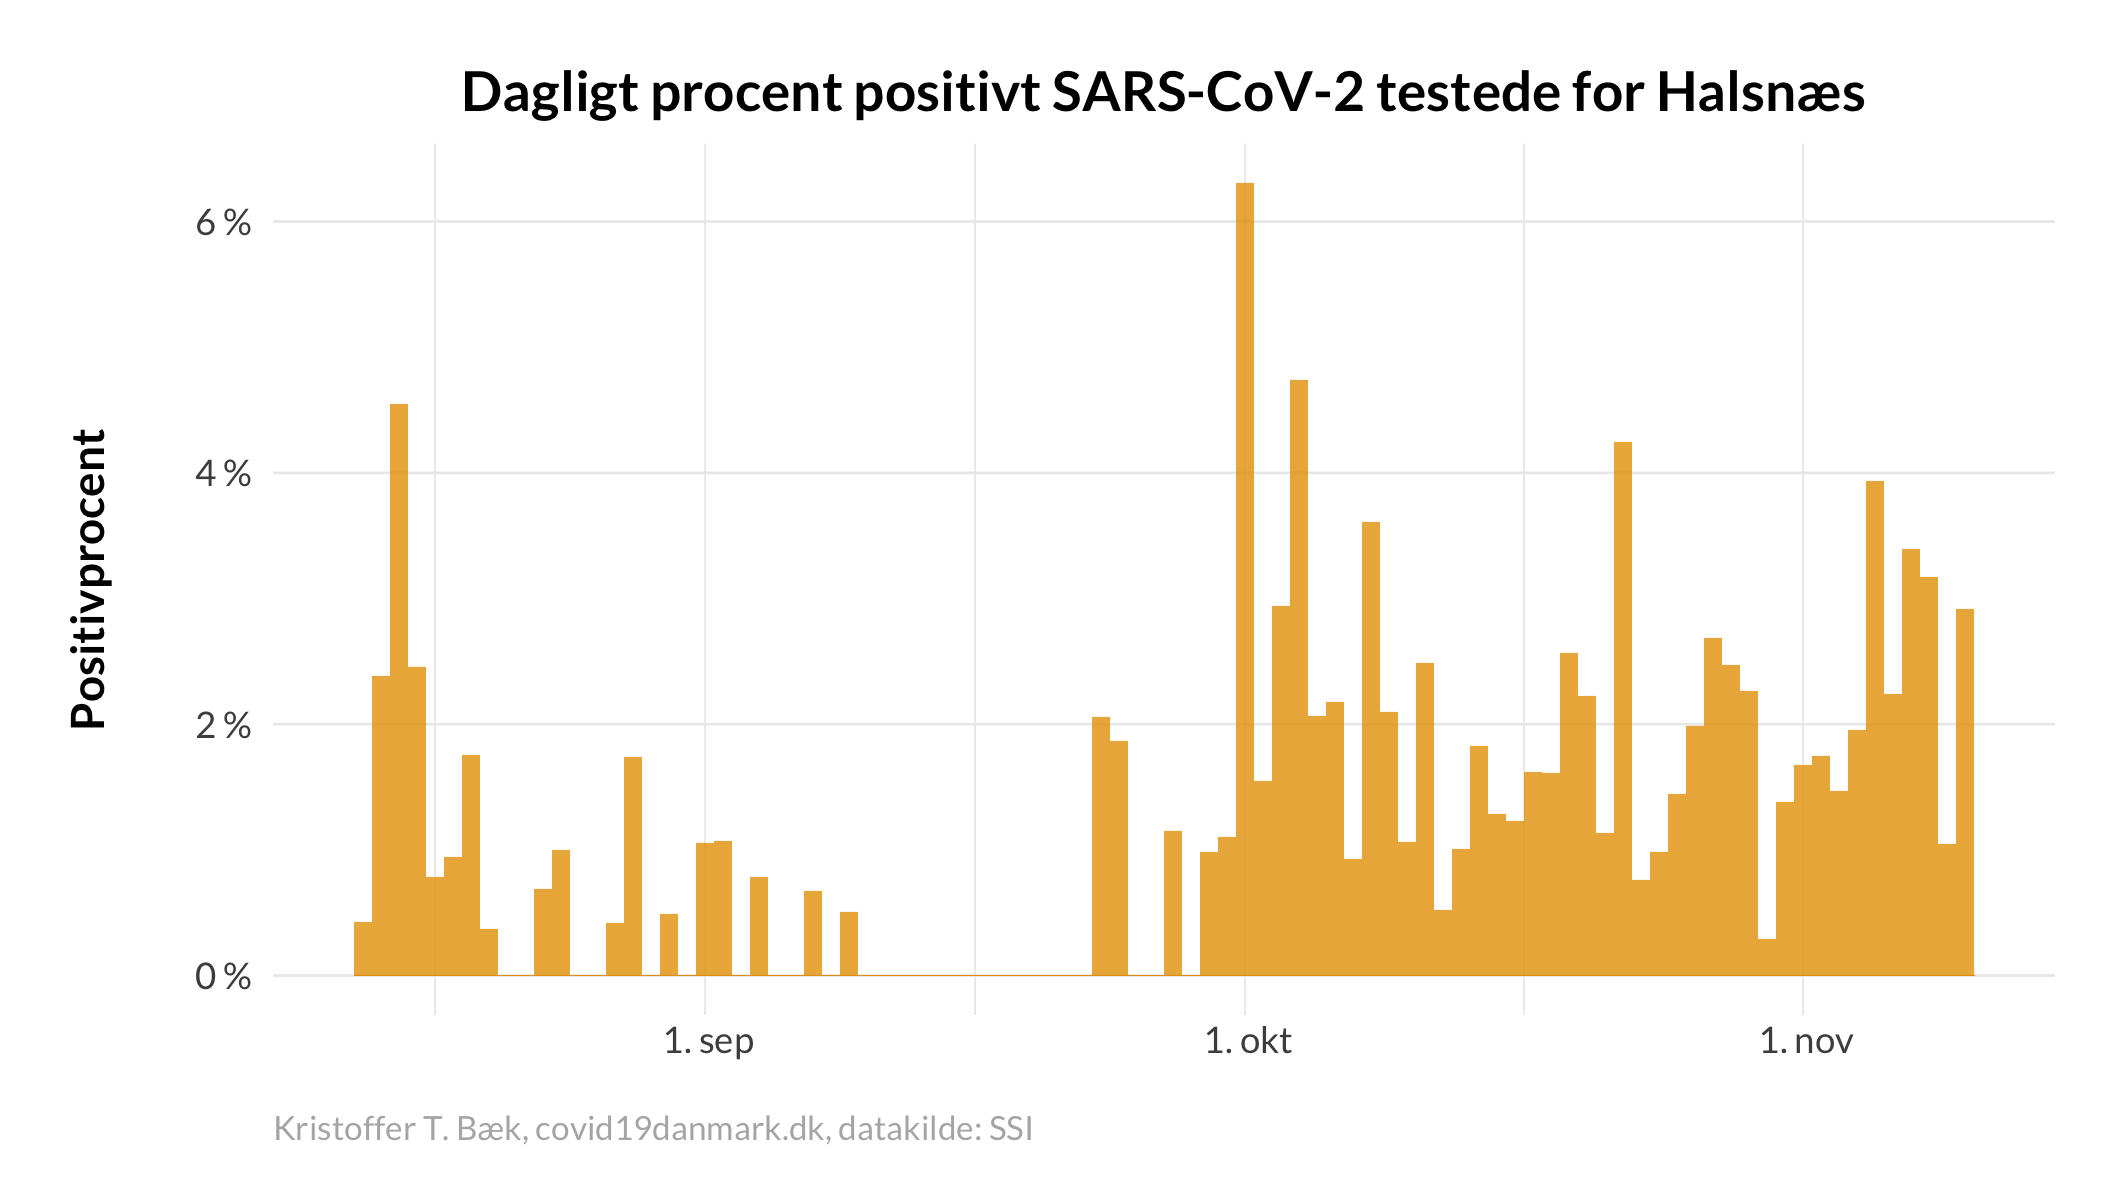 Dagligt procent positivt SARS-CoV-2 testede for Halsnæs
Positivprocent
6 %
4 %
2 %
0 %
1. sep
1. okt
1. nov
Kristoffer T. Bæk, covid19danmark.dk, datakilde: SSI